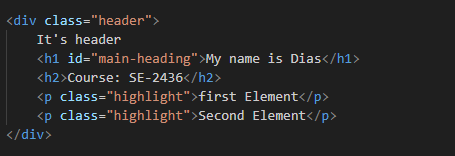 <div class="header">
It's header
<h1 id="main-heading">My name is Dias</h1>
<h2>Course: SE-2436</h2>
<p class="highlight">first Element</p>
<p class="highlight">Second Element</p>
</div>